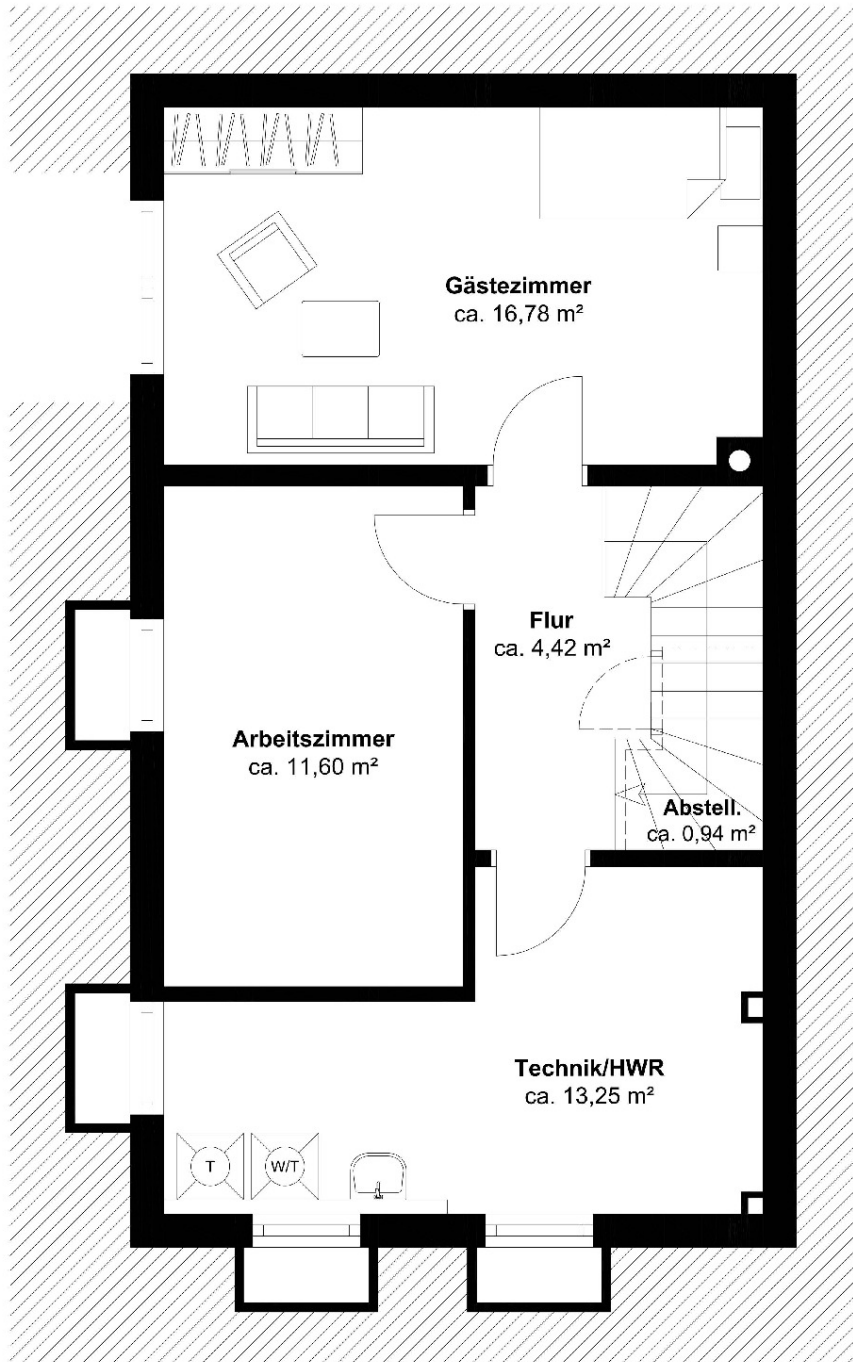 Gästezimmer
ca. 16,78 m²
Flur
ca. 4,42 m²
Arbeitszimmer
ca. 11,60 m²
Abstell.
ca. 0,94 m²
Technik/HWR
ca. 13,25 m²
T
W/T